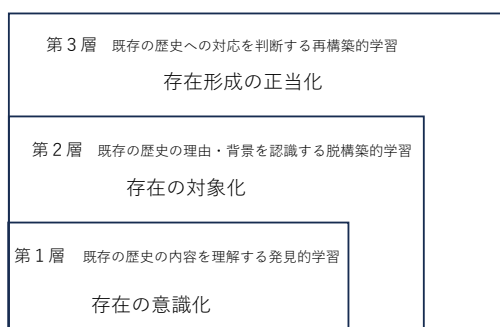 第３層　既存の歴史への対応を判断する再構築的学習
存在形成の正当化
第２層　既存の歴史の理由・背景を認識する脱構築的学習
存在の対象化
第１層　既存の歴史の内容を理解する発見的学習
存在の意識化